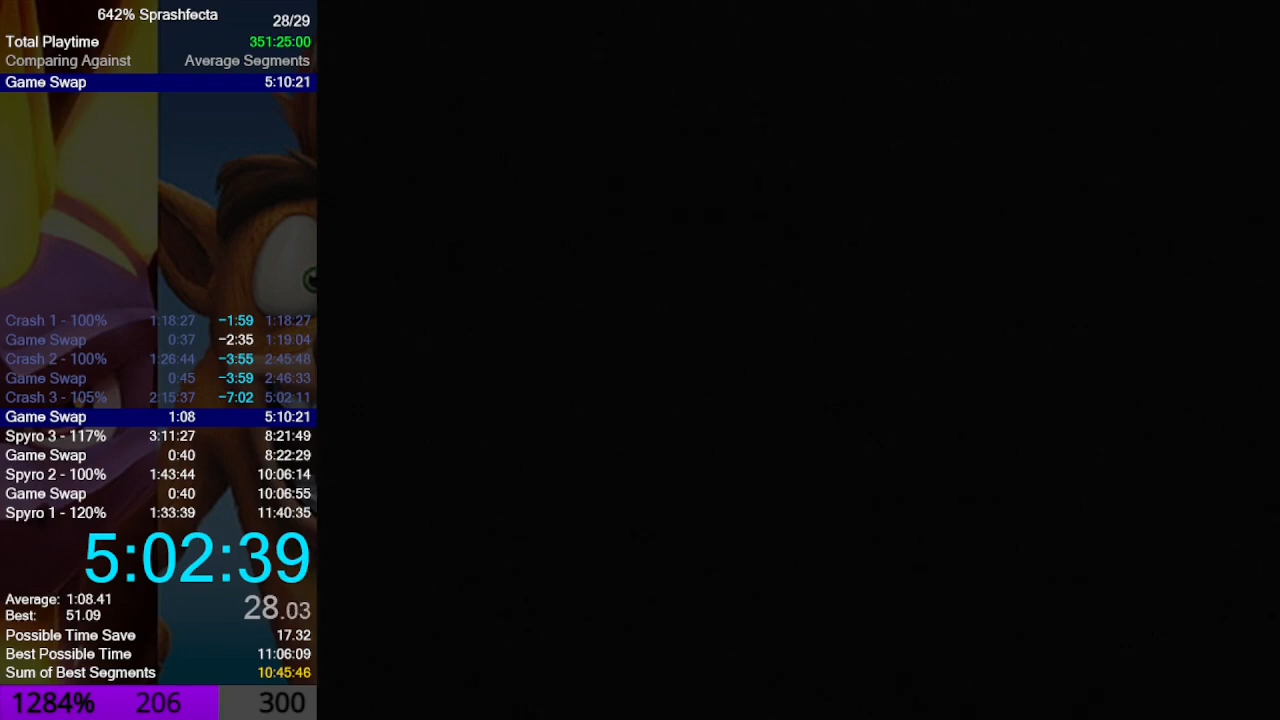 642% Sprashfecta
28/29
Total Playtime 351:25:00
Comparing Against Average Segments
Game Swap 5:10:21
Crash 1 - 100% 1:18:27 −1:59 1:18:27
Game Swap 0:37 −2:35 1:19:04
Crash 2 - 100% 1:26:44 −3:55 2:45:48
Game Swap 0:45 −3:59 2:46:33
Crash 3 - 105% 2:15:37 −7:02 5:02:11
Game Swap 1:08 5:10:21
Spyro 3 - 117% 3:11:27 8:21:49
Game Swap 0:40 8:22:29
Spyro 2 - 100% 1:43:44 10:06:14
Game Swap 0:40 10:06:55
Spyro 1 - 120% 1:33:39 11:40:35
5:02:39
Average: 1:08.41
Best: 51.09
28.03
Possible Time Save 17.32
Best Possible Time 11:06:09
Sum of Best Segments 10:45:46
1284% 206 300